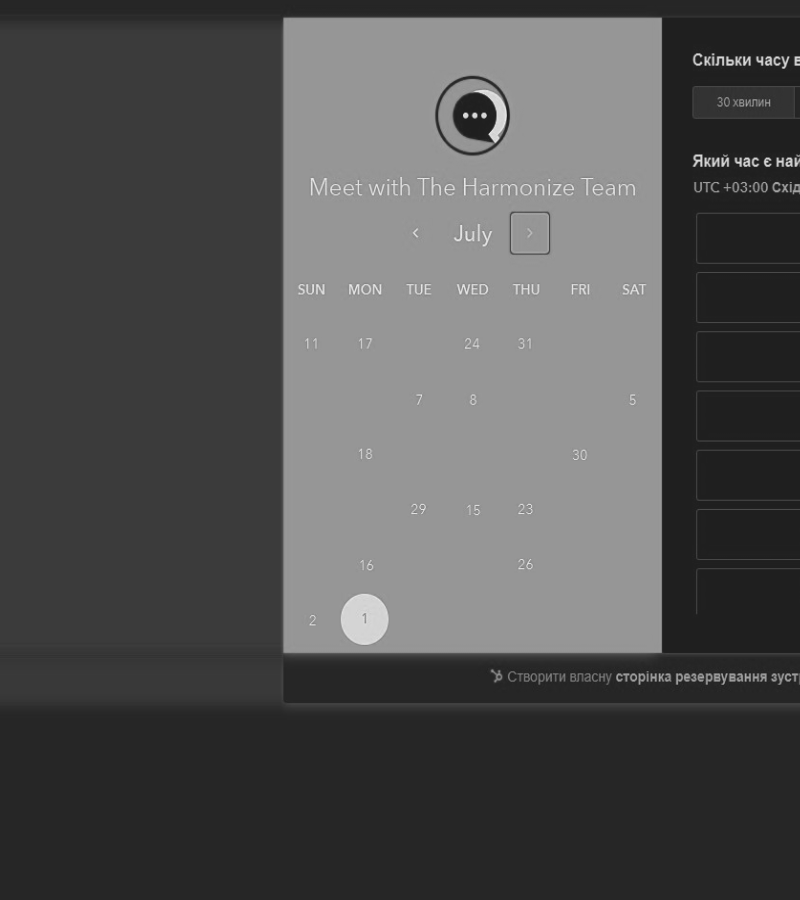 Скільки часу в
30 хвилин
Meet with The Harmonize Team
Який час є най
UTC +03:00 Схід
July
SUN MON TUE WED THU FRI SAT
11 17 24 31
7 8 5
18 30
29 15 23
16 26
2 1
Створити власну сторінка резервування зуст